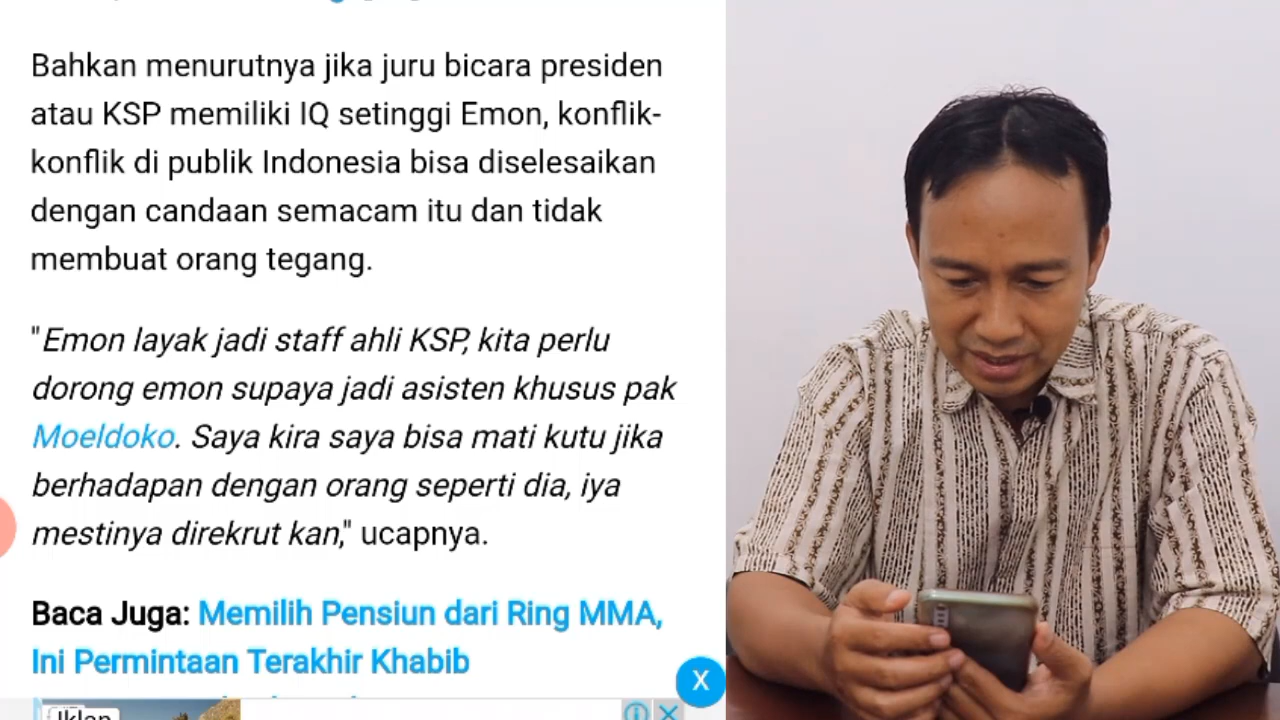 Bahkan menurutnya jika juru bicara presiden
atau KSP memiliki IQ setinggi Emon, konflik-
konflik di publik Indonesia bisa diselesaikan
dengan candaan semacam itu dan tidak
membuat orang tegang.
"Emon layak jadi staff ahli KSP, kita perlu
dorong emon supaya jadi asisten khusus pak
Moeldoko. Saya kira saya bisa mati kutu jika
berhadapan dengan orang seperti dia, iya
mestinya direkrut kan," ucapnya.
Baca Juga: Memilih Pensiun dari Ring MMA,
Ini Permintaan Terakhir Khabib
X
Iklan